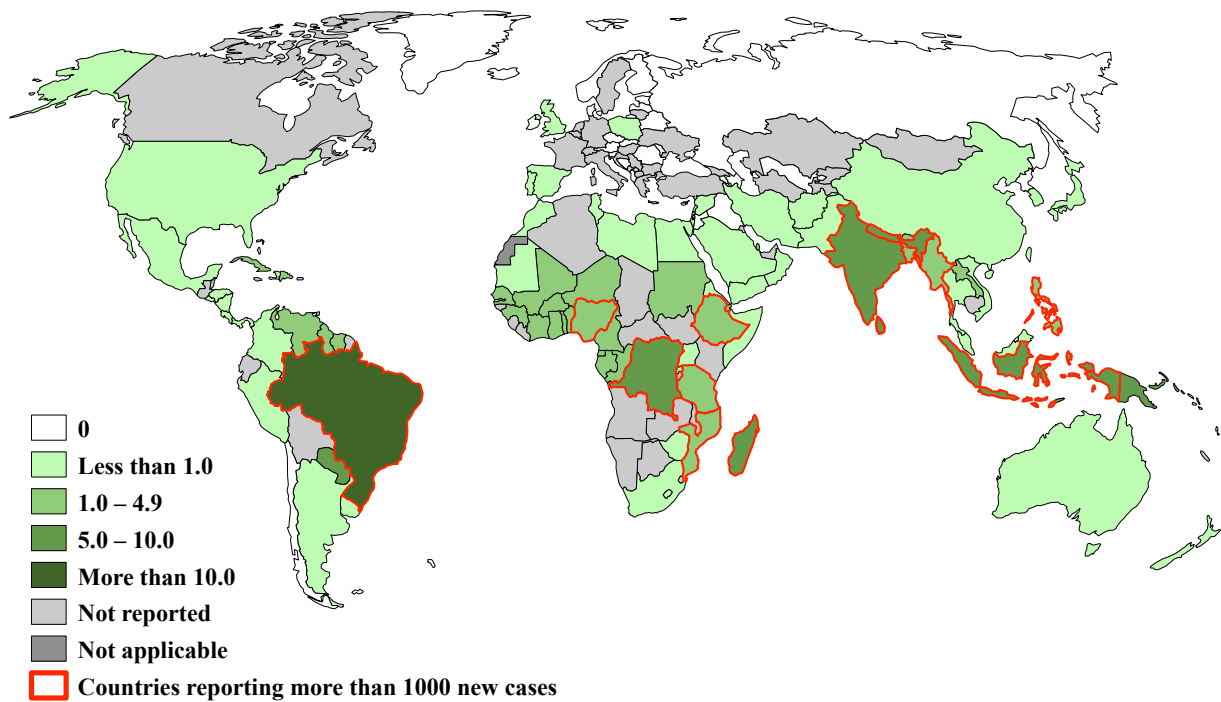 0
Less than 1.0
1.0 – 4.9
5.0 – 10.0
More than 10.0
Not reported
Not applicable
Countries reporting more than 1000 new cases